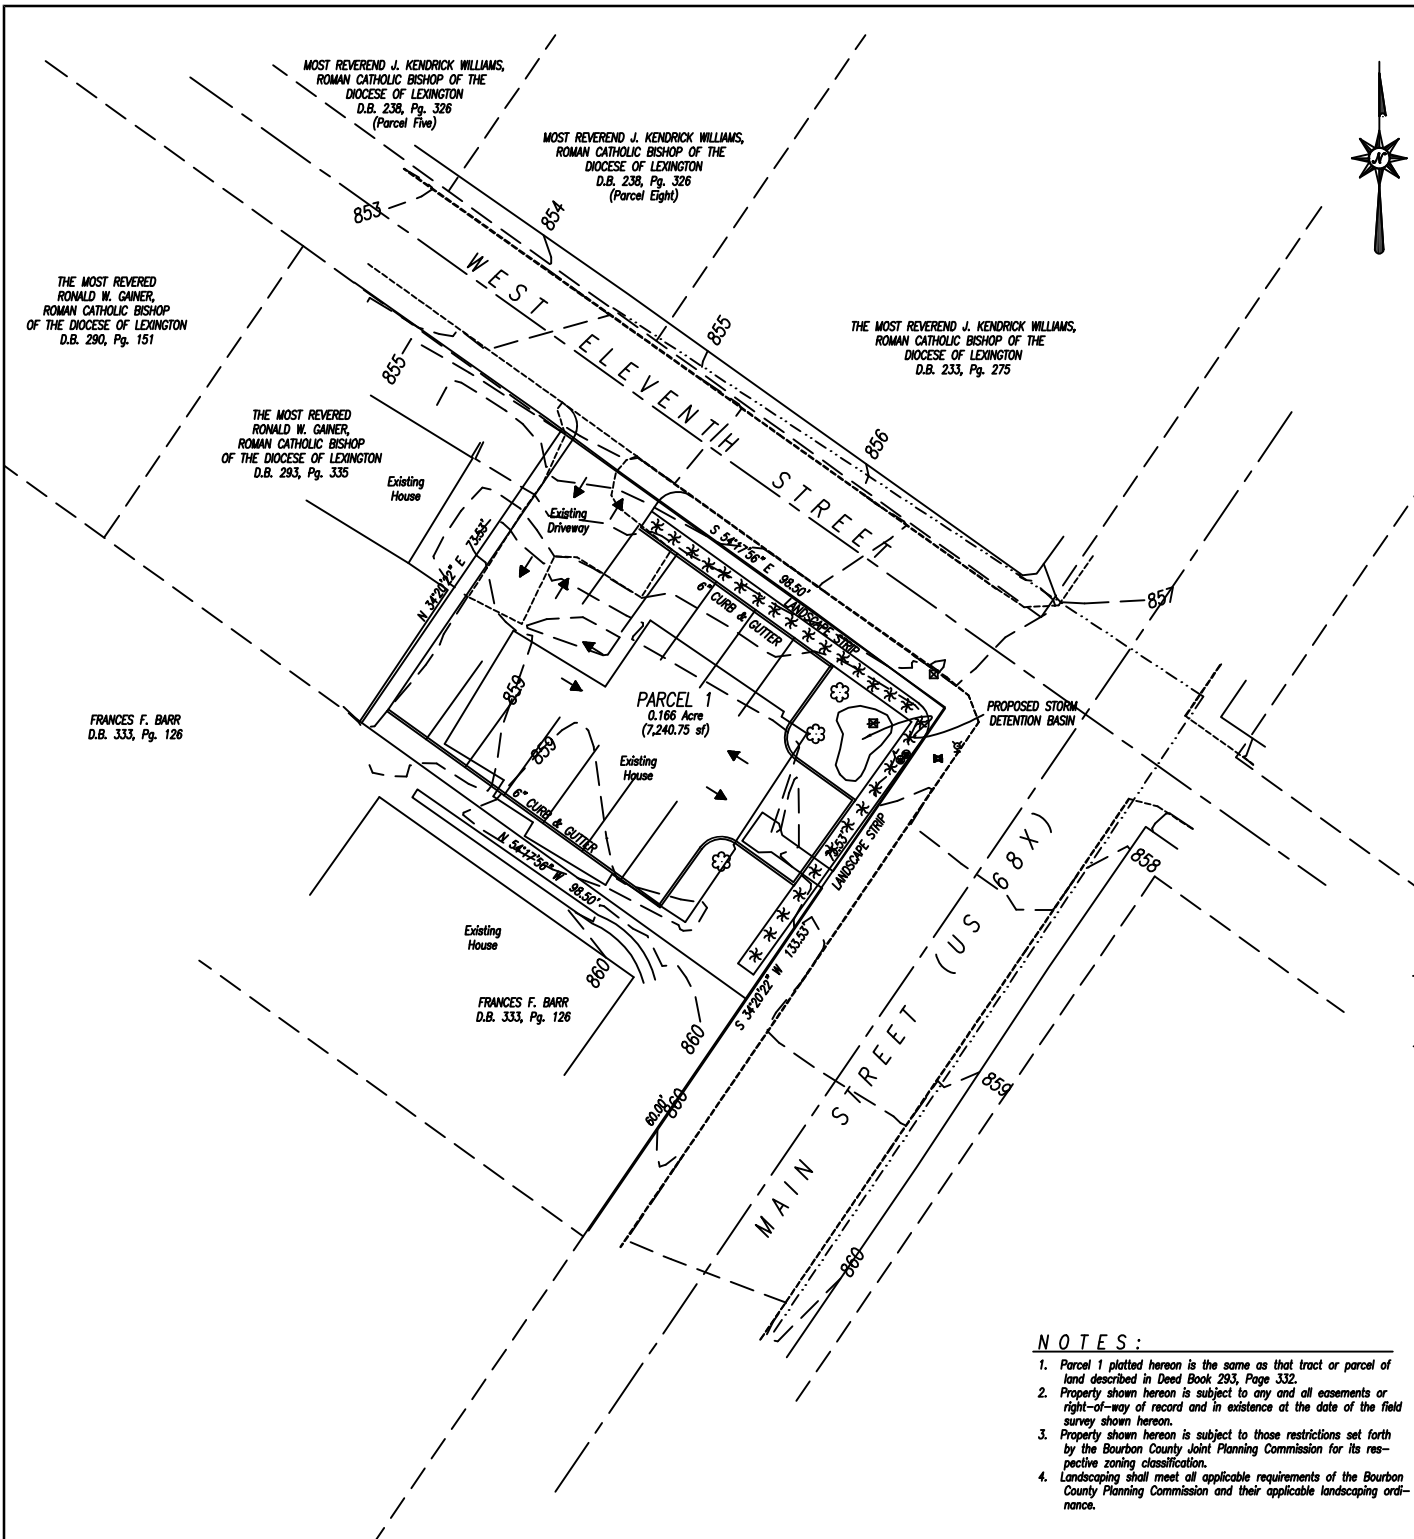 MOST REVEREND J. KENDRICK WILLIAMS,
ROMAN CATHOLIC BISHOP OF THE
DIOCESE OF LEXINGTON
D.B. 238, Pg. 326
(Parcel Five)
MOST REVEREND J. KENDRICK WILLIAMS,
ROMAN CATHOLIC BISHOP OF THE
DIOCESE OF LEXINGTON
D.B. 238, Pg. 326
(Parcel Eight)
N
853
854
WEST ELEVENTH STREET
THE MOST REVERED
RONALD W. GAINER,
ROMAN CATHOLIC BISHOP
OF THE DIOCESE OF LEXINGTON
D.B. 290, Pg. 151
855
855
THE MOST REVEREND J. KENDRICK WILLIAMS,
ROMAN CATHOLIC BISHOP OF THE
DIOCESE OF LEXINGTON
D.B. 233, Pg. 275
THE MOST REVERED
RONALD W. GAINER,
ROMAN CATHOLIC BISHOP
OF THE DIOCESE OF LEXINGTON
D.B. 293, Pg. 335
856
Existing
House
Existing
Driveway
S 54°17'56" E 98.50'
N 34°20'22" E 73.53'
6" CURB & GUTTER
LANDSCAPE STRIP
857
859
PARCEL 1
0.166 Acre
(7,240.75 sf)
PROPOSED STORM
DETENTION BASIN
FRANCES F. BARR
D.B. 333, Pg. 126
859
Existing
House
6" CURB & GUTTER
N 54°17'56" W 98.50'
73.53'
LANDSCAPE STRIP
858
Existing
House
860
S 34°20'22" W 133.53'
FRANCES F. BARR
D.B. 333, Pg. 126
860
MAIN STREET (US 68X)
859
60.00'
860
860
NOTES:
1. Parcel 1 platted hereon is the same as that tract or parcel of
land described in Deed Book 293, Page 332.
2. Property shown hereon is subject to any and all easements or
right-of-way of record and in existence at the date of the field
survey shown hereon.
3. Property shown hereon is subject to those restrictions set forth
by the Bourbon County Joint Planning Commission for its res-
pective zoning classification.
4. Landscaping shall meet all applicable requirements of the Bourbon
County Planning Commission and their applicable landscaping ordi-
nance.